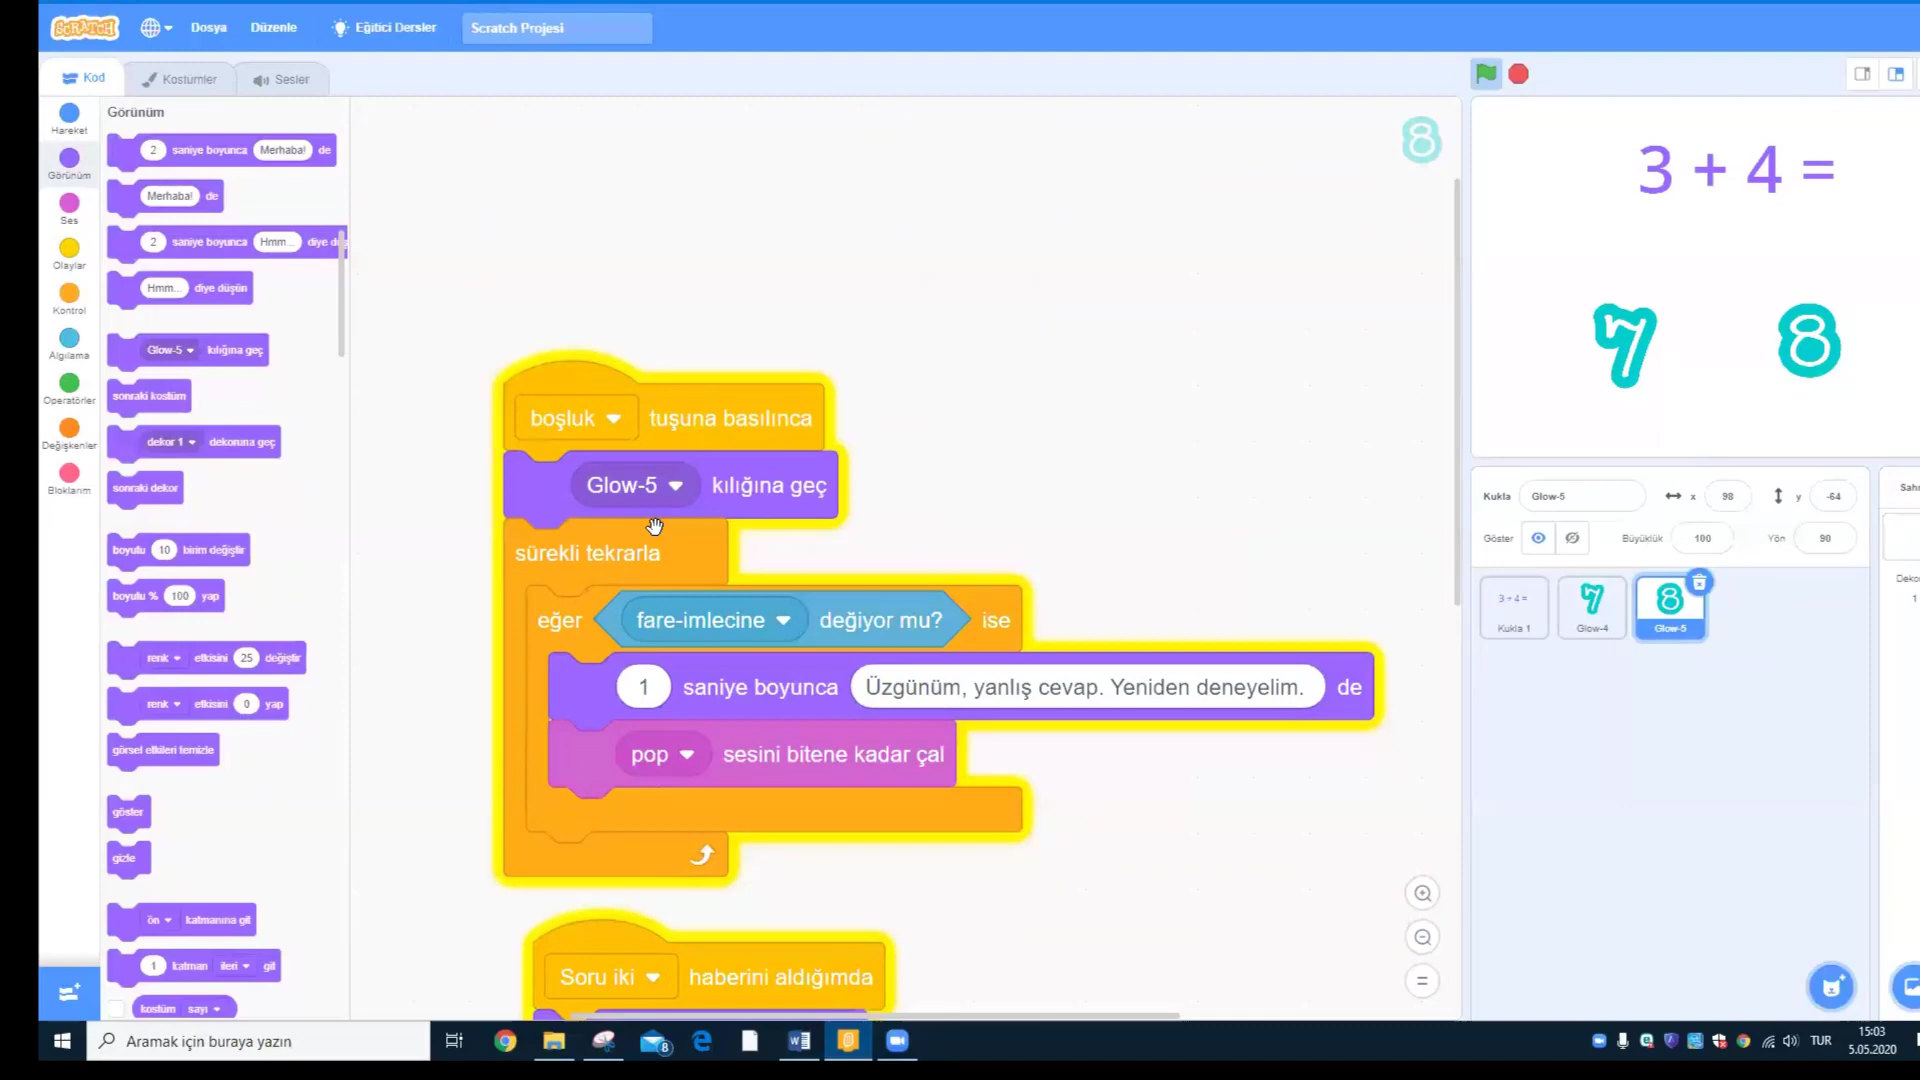 SCRATCH
Dosya
Düzenle
Eğitici Dersler
Scratch Projesi
Kod
Kostümler
Sesler
Hareket
Görünüm
Ses
Olaylar
Kontrol
Algılama
Operatörler
Değişkenler
Bloklarım
Görünüm
2 saniye boyunca Merhaba! de
Merhaba! de
2 saniye boyunca Hmm... diye
Hmm... diye düşün
Glow-5 kılığına geç
sonraki kostüm
dekor 1 dekoruna geç
sonraki dekor
boyutu 10 birim değiştir
boyutu % 100 yap
renk etkisini 25 değiştir
renk etkisini 0 yap
görsel etkileri temizle
göster
gizle
ön katmanına git
1 katman ileri git
kostüm sayı
8
boşluk tuşuna basılınca
Glow-5 kılığına geç
sürekli tekrarla
eğer fare-imlecine değiyor mu? ise
1 saniye boyunca Üzgünüm, yanlış cevap. Yeniden deneyelim. de
pop sesini bitene kadar çal
Soru iki haberini aldığımda
3 + 4 =
7 8
Kukla Glow-5 x 98 y -64
Göster Büyüklük 100 Yön 90
3 + 4 =
Kukla 1
7
Glow-4
8
Glow-5
1
Aramak için buraya yazın
8
TUR
15:03
5.05.2020